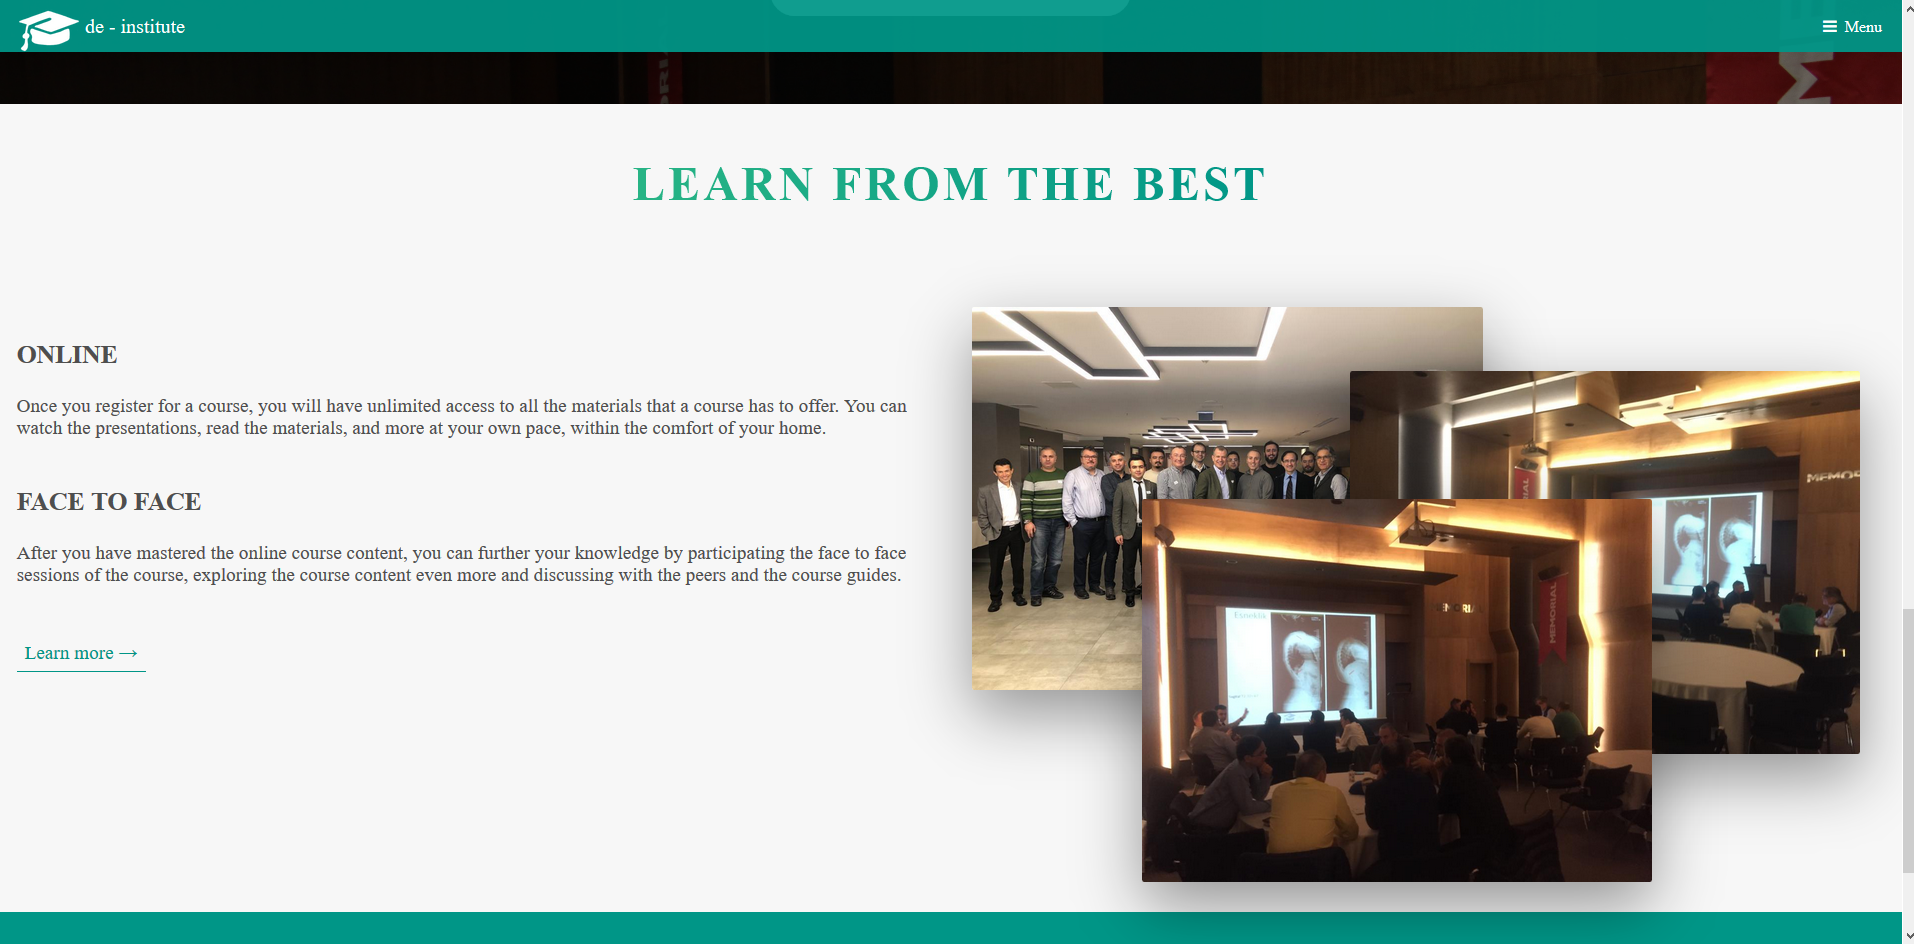 de - institute
Menu
M
LEARN FROM THE BEST
ONLINE
Once you register for a course, you will have unlimited access to all the materials that a course has to offer. You can
watch the presentations, read the materials, and more at your own pace, within the comfort of your home.
FACE TO FACE
After you have mastered the online course content, you can further your knowledge by participating the face to face
sessions of the course, exploring the course content even more and discussing with the peers and the course guides.
Learn more →
MEMORIAL